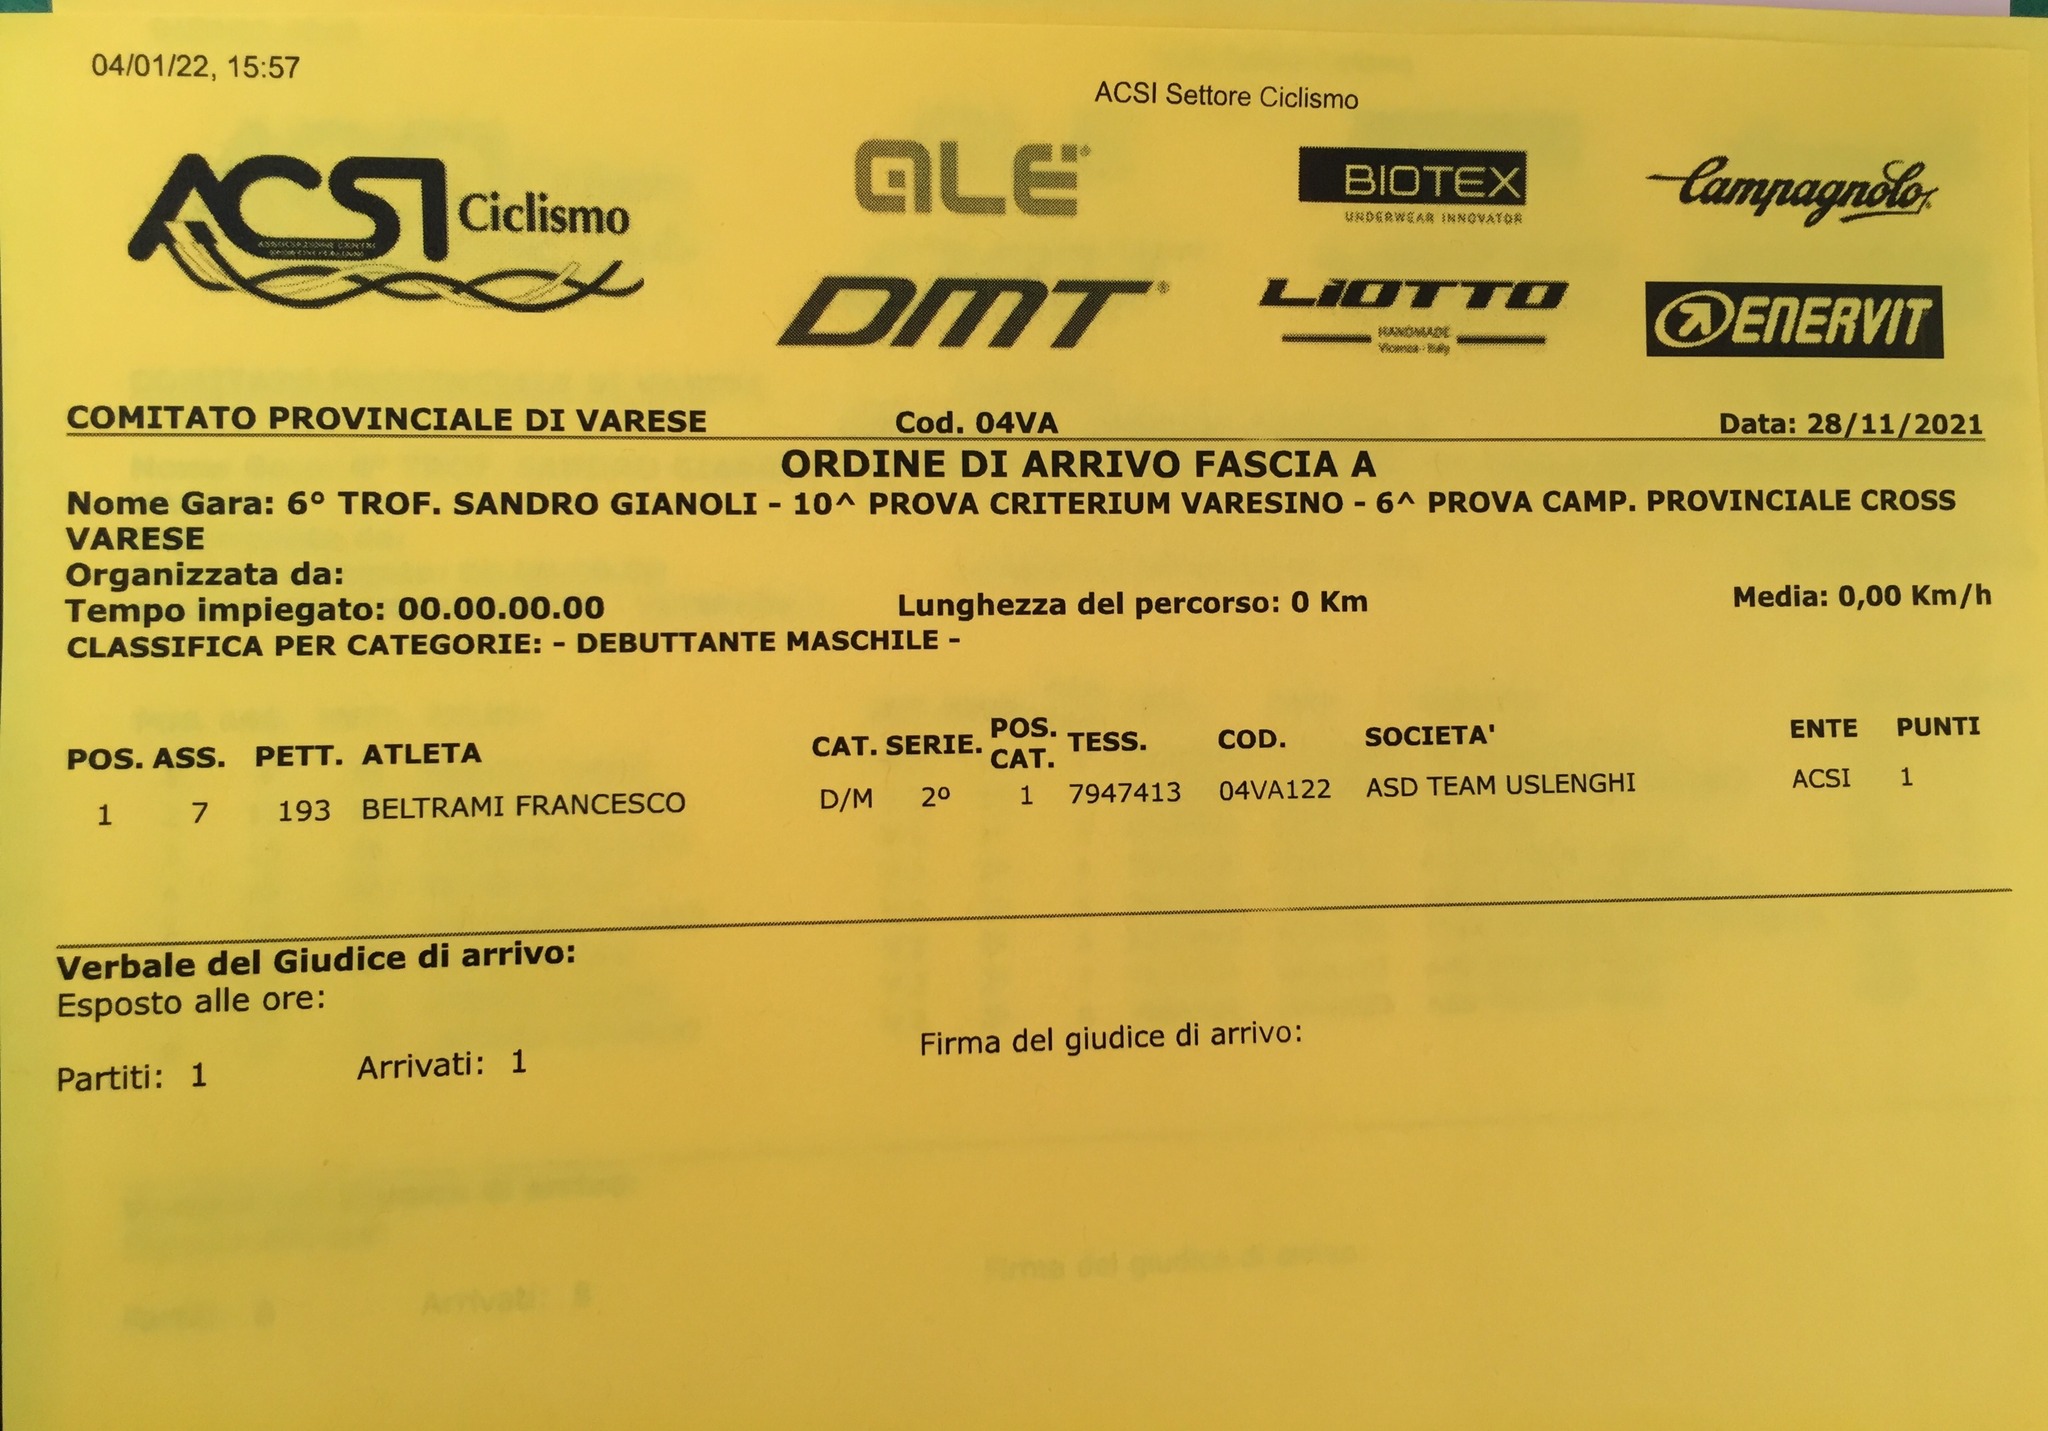 04/01/22, 15:57
ACSI Settore Ciclismo
ACSI Ciclismo
ALÉ
BIOTEX
UNDERWEAR INNOVATOR
Campagnolo
DMT
LIOTTO
HANDMADE
Vicenza - Italy
ENERVIT
COMITATO PROVINCIALE DI VARESE Cod. 04VA Data: 28/11/2021
ORDINE DI ARRIVO FASCIA A
Nome Gara: 6° TROF. SANDRO GIANOLI - 10^ PROVA CRITERIUM VARESINO - 6^ PROVA CAMP. PROVINCIALE CROSS
VARESE
Organizzata da:
Tempo impiegato: 00.00.00.00 Lunghezza del percorso: 0 Km Media: 0,00 Km/h
CLASSIFICA PER CATEGORIE: - DEBUTTANTE MASCHILE -
POS. ASS. PETT. ATLETA CAT. SERIE. POS. CAT. TESS. COD. SOCIETA' ENTE PUNTI
1 7 193 BELTRAMI FRANCESCO D/M 2º 1 7947413 04VA122 ASD TEAM USLENGHI ACSI 1
Verbale del Giudice di arrivo:
Esposto alle ore:
Partiti: 1 Arrivati: 1 Firma del giudice di arrivo: